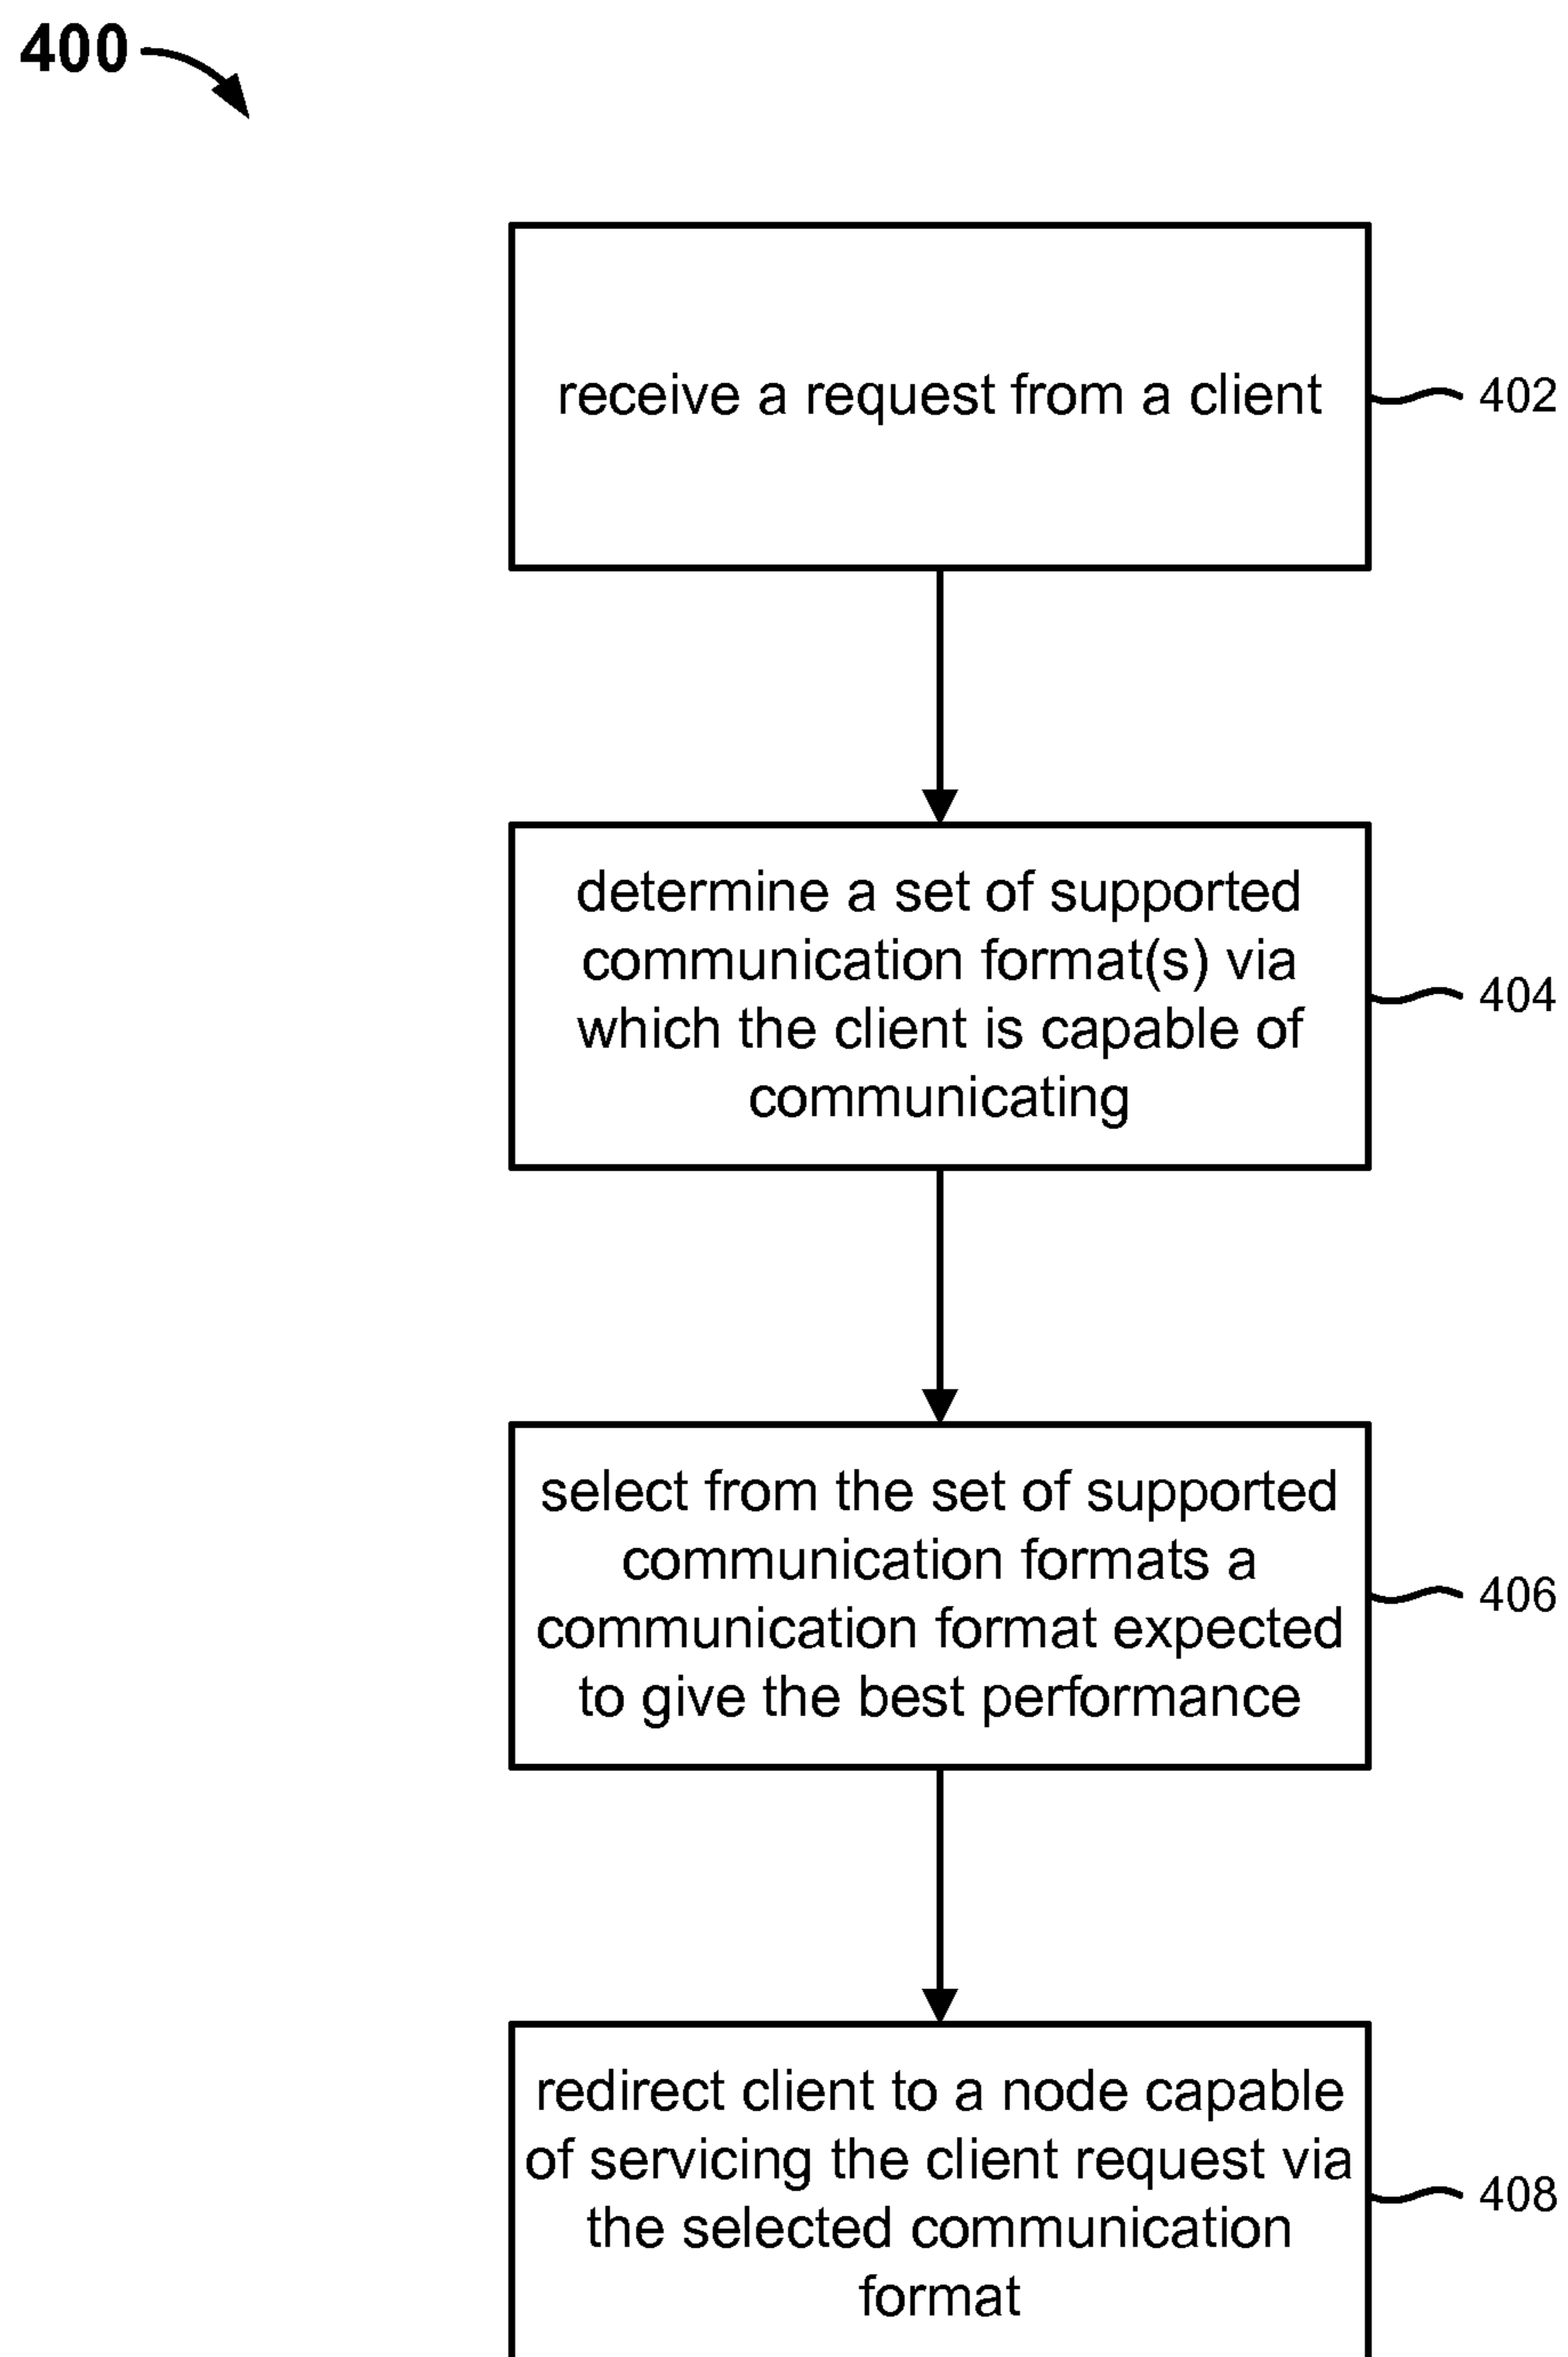 400
receive a request from a client
402
determine a set of supported
communication format(s) via
which the client is capable of
communicating
404
select from the set of supported
communication formats a
communication format expected
to give the best performance
406
redirect client to a node capable
of servicing the client request via
the selected communication
format
408